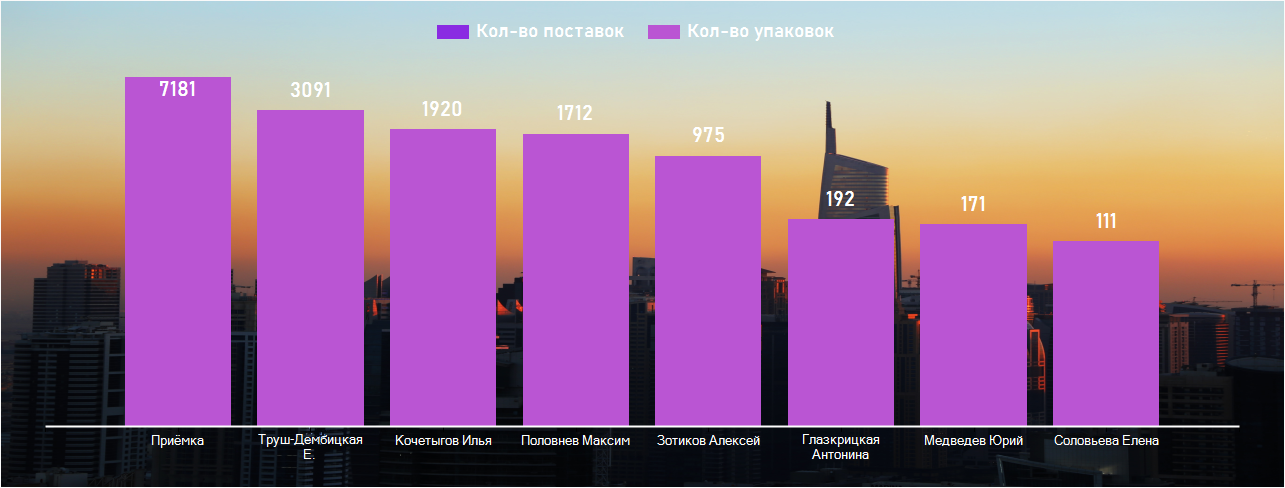 Кол-во поставок Кол-во упаковок
7181 3091 1920 1712 975 192 171 111
Приёмка Труш-Дембицкая Кочетыгов Илья Половнев Максим Зотиков Алексей Глазкрицкая Медведев Юрий Соловьева Елена
Е. Антонина